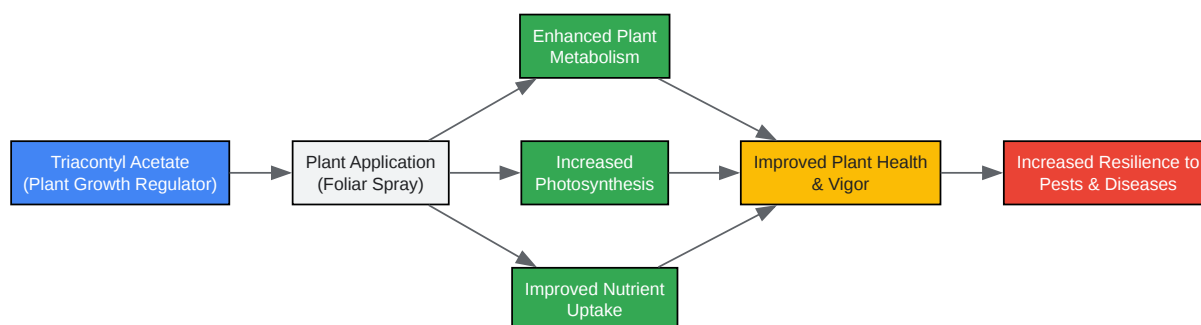 Enhanced Plant
Metabolism
Triacontyl Acetate
(Plant Growth Regulator)
Plant Application
(Foliar Spray)
Increased
Photosynthesis
Improved Plant Health
& Vigor
Increased Resilience to
Pests & Diseases
Improved Nutrient
Uptake